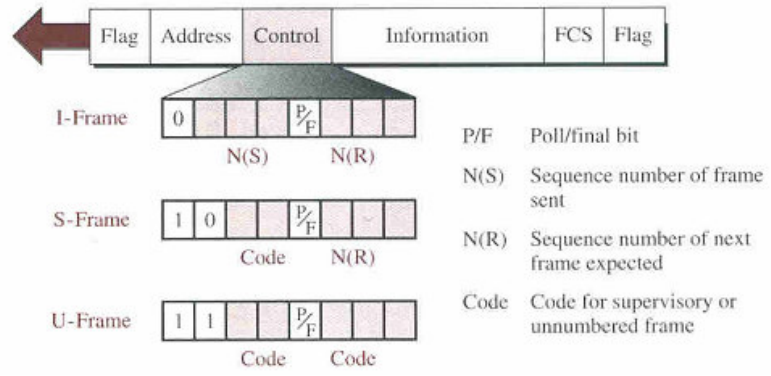 Flag Address Control Information FCS Flag
I-Frame 0 P/F
N(S) N(R)
S-Frame 1 0 P/F
Code N(R)
U-Frame 1 1 P/F
Code Code
P/F Poll/final bit
N(S) Sequence number of frame
sent
N(R) Sequence number of next
frame expected
Code Code for supervisory or
unnumbered frame